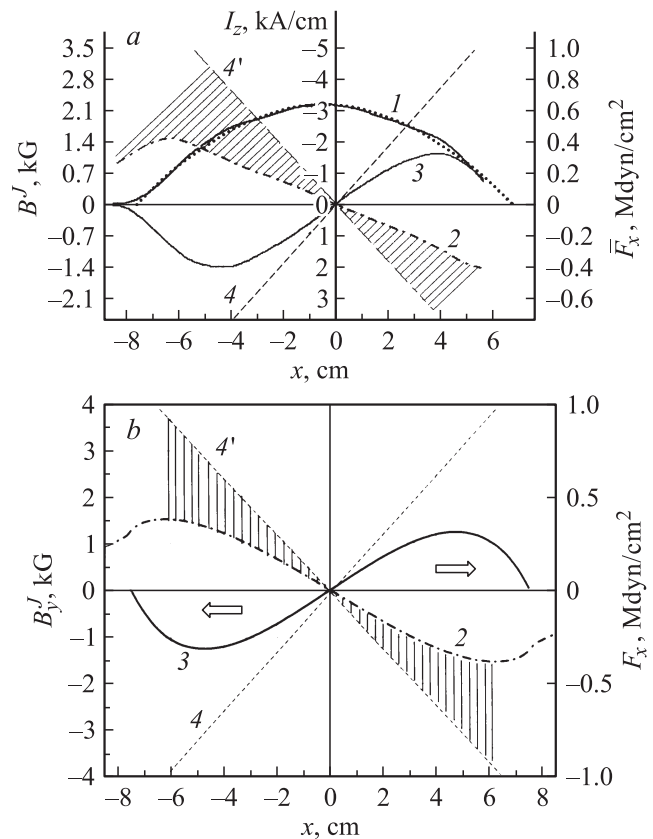 a
I_z, kA/cm
3.5 –5 1.0
4' –4 0.8
2.8
2.1 –3 1 0.6
1.4 –2 0.4
0.7 –1 3 0.2
0 0 0
–0.7 1 2 –0.2
–1.4 2 –0.4
–2.1 4 3 –0.6
B^J, kG
F̅_x, Mdyn/cm²
–8 –6 –4 –2 0 2 4 6
x, cm
4 b 1.0
3 4'
2 0.5
1
0 0
–1 3 2
–2 –0.5
–3 4
–4 –1.0
B_y^J, kG
F_x, Mdyn/cm²
–8 –6 –4 –2 0 2 4 6 8
x, cm